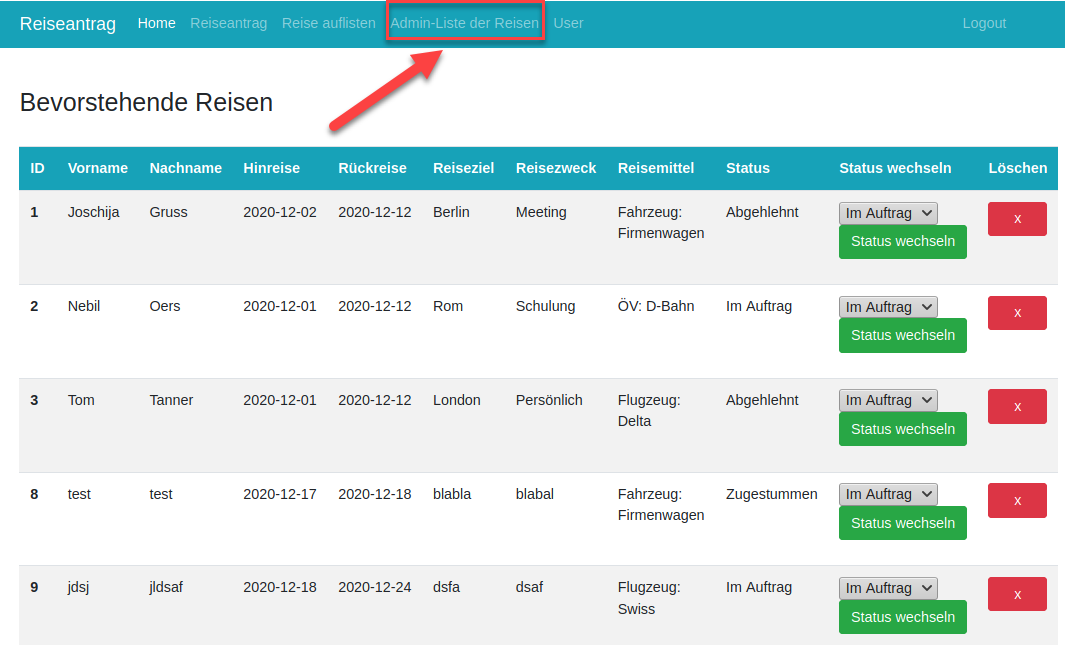 Reiseantrag Home Reiseantrag Reise auflisten Admin-Liste der Reisen User Logout
Bevorstehende Reisen
ID Vorname Nachname Hinreise Rückreise Reiseziel Reisezweck Reisemittel Status Status wechseln Löschen
1 Joschija Gruss 2020-12-02 2020-12-12 Berlin Meeting Fahrzeug: Abgehlehnt Im Auftrag x
Firmenwagen Status wechseln
2 Nebil Oers 2020-12-01 2020-12-12 Rom Schulung ÖV: D-Bahn Im Auftrag Im Auftrag x
Status wechseln
3 Tom Tanner 2020-12-01 2020-12-12 London Persönlich Flugzeug: Abgehlehnt Im Auftrag x
Delta Status wechseln
8 test test 2020-12-17 2020-12-18 blabla blabal Fahrzeug: Zugestummen Im Auftrag x
Firmenwagen Status wechseln
9 jdsj jldsaf 2020-12-18 2020-12-24 dsfa dsaf Flugzeug: Im Auftrag Im Auftrag x
Swiss Status wechseln